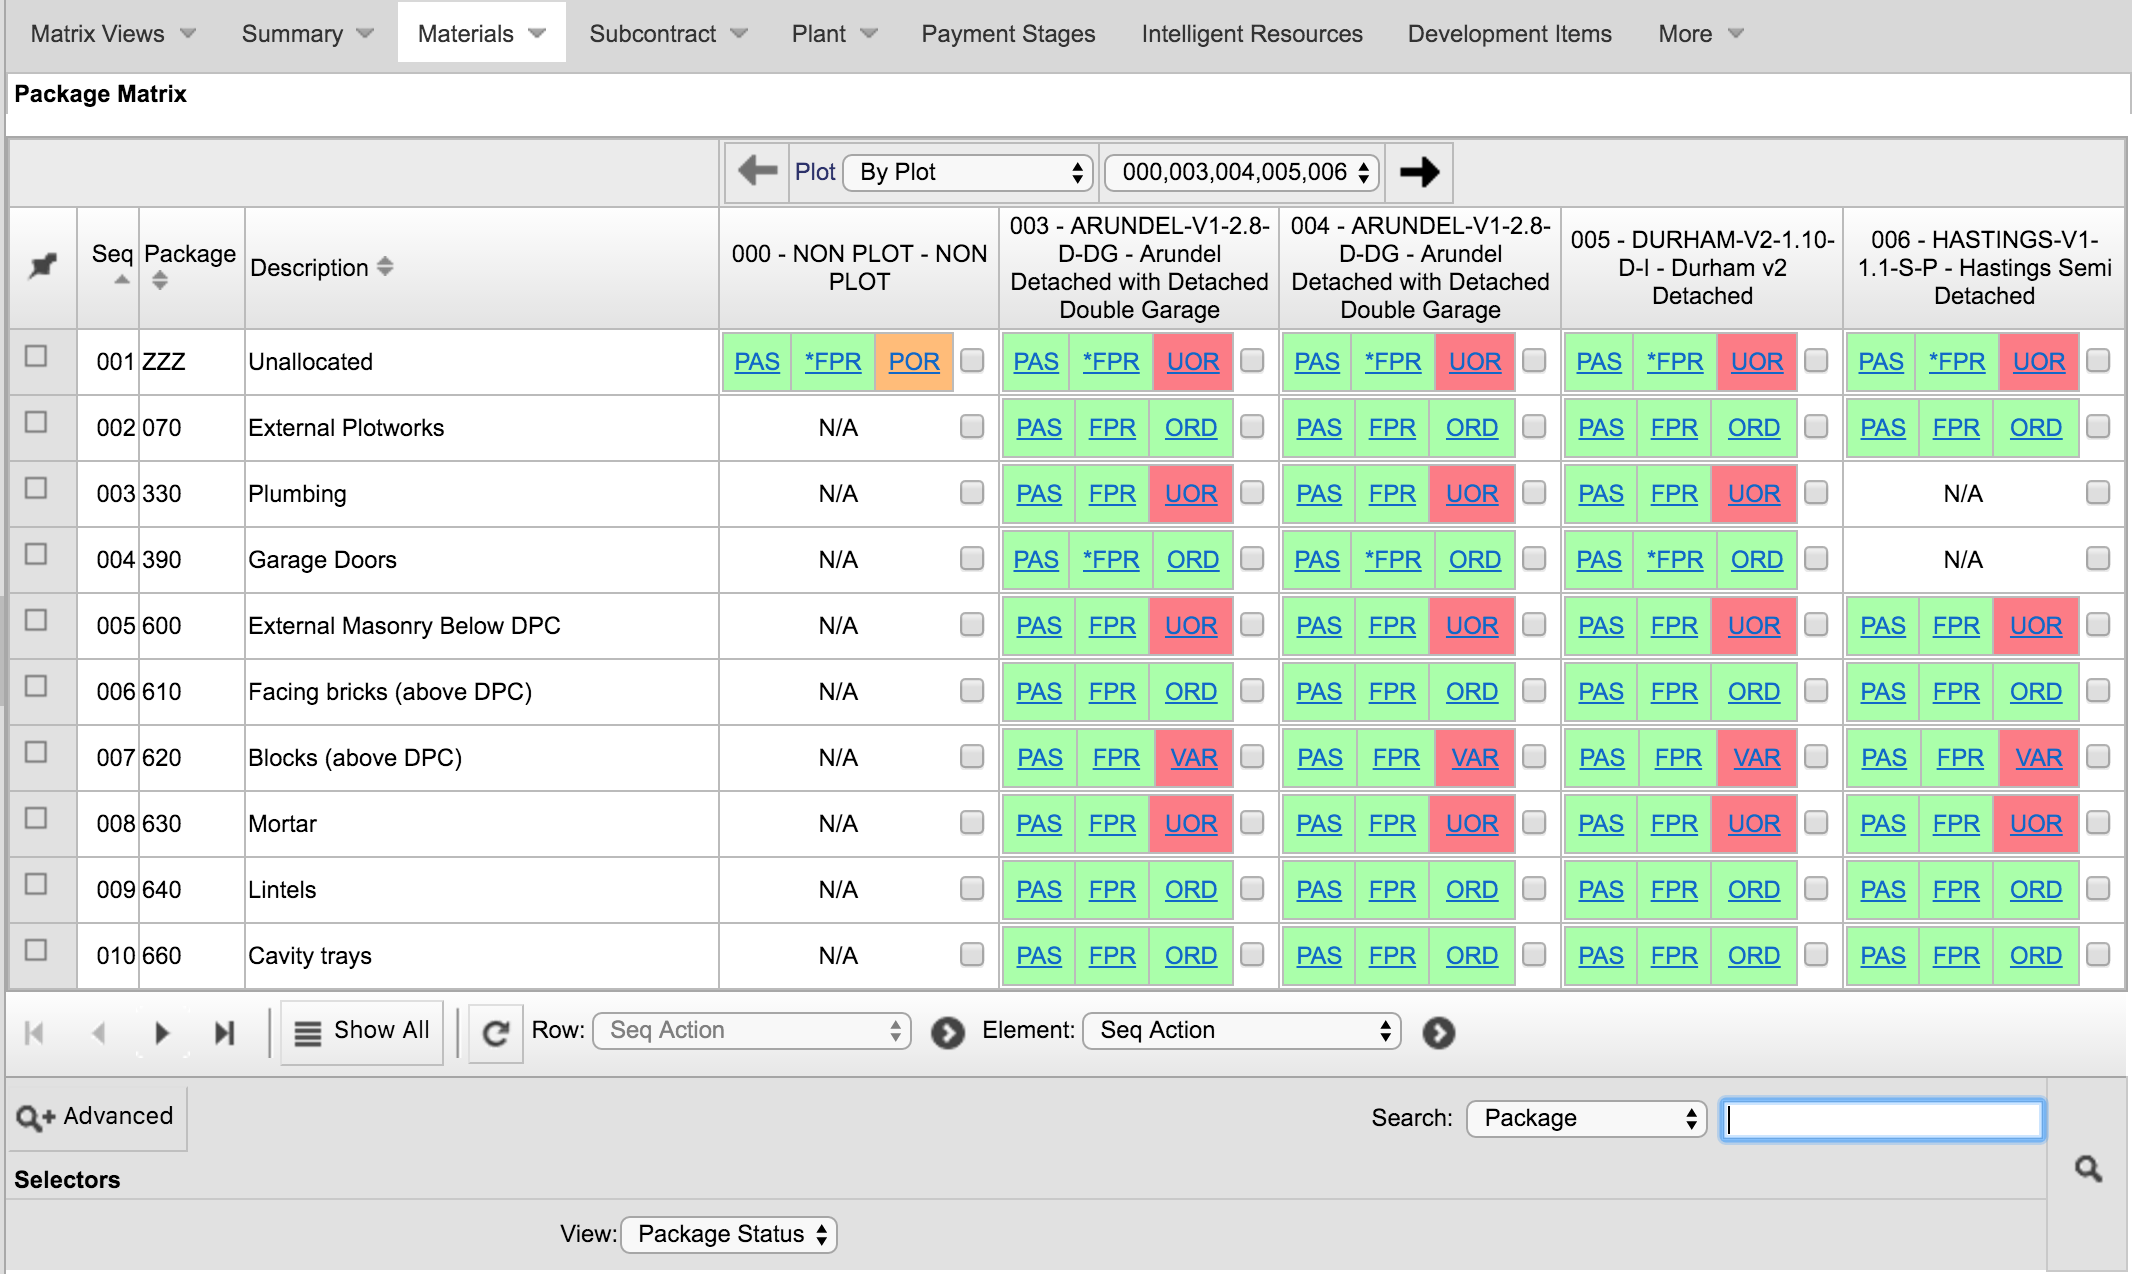 Matrix Views Summary Materials Subcontract Plant Payment Stages Intelligent Resources Development Items More
Package Matrix
Plot By Plot 000,003,004,005,006
Seq Package Description
000 - NON PLOT - NON
PLOT
003 - ARUNDEL-V1-2.8-
D-DG - Arundel
Detached with Detached
Double Garage
004 - ARUNDEL-V1-2.8-
D-DG - Arundel
Detached with Detached
Double Garage
005 - DURHAM-V2-1.10-
D-I - Durham v2
Detached
006 - HASTINGS-V1-
1.1-S-P - Hastings Semi
Detached
001 ZZZ Unallocated PAS *FPR POR PAS *FPR UOR PAS *FPR UOR PAS *FPR UOR PAS *FPR UOR
002 070 External Plotworks N/A PAS FPR ORD PAS FPR ORD PAS FPR ORD PAS FPR ORD
003 330 Plumbing N/A PAS FPR UOR PAS FPR UOR PAS FPR UOR N/A
004 390 Garage Doors N/A PAS *FPR ORD PAS *FPR ORD PAS *FPR ORD N/A
005 600 External Masonry Below DPC N/A PAS FPR UOR PAS FPR UOR PAS FPR UOR PAS FPR UOR
006 610 Facing bricks (above DPC) N/A PAS FPR ORD PAS FPR ORD PAS FPR ORD PAS FPR ORD
007 620 Blocks (above DPC) N/A PAS FPR VAR PAS FPR VAR PAS FPR VAR PAS FPR VAR
008 630 Mortar N/A PAS FPR UOR PAS FPR UOR PAS FPR UOR PAS FPR UOR
009 640 Lintels N/A PAS FPR ORD PAS FPR ORD PAS FPR ORD PAS FPR ORD
010 660 Cavity trays N/A PAS FPR ORD PAS FPR ORD PAS FPR ORD PAS FPR ORD
Show All Row: Seq Action Element: Seq Action
Advanced Search: Package
Selectors
View: Package Status